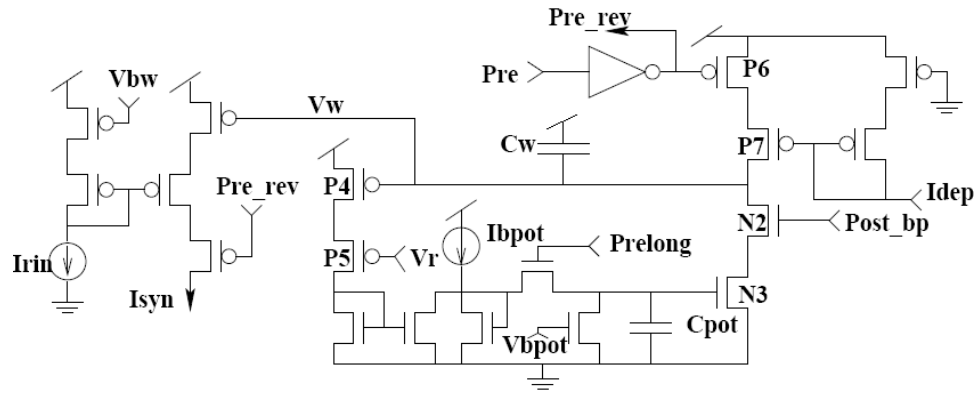 Pre_rev
Pre
P6
Vbw
Vw
Cw
P7
Pre_rev
P4
Idep
N2
Post_bp
Ibpot
Prelong
Irin
P5
Vr
Isyn
N3
Vbpot
Cpot